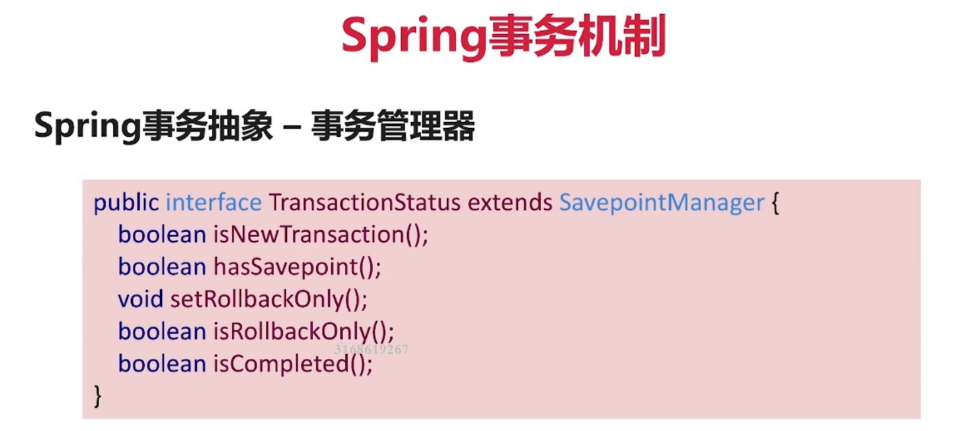 Spring事务机制
Spring事务抽象 – 事务管理器
public interface TransactionStatus extends SavepointManager {
boolean isNewTransaction();
boolean hasSavepoint();
void setRollbackOnly();
boolean isRollbackOnly();
3168619267
boolean isCompleted();
}